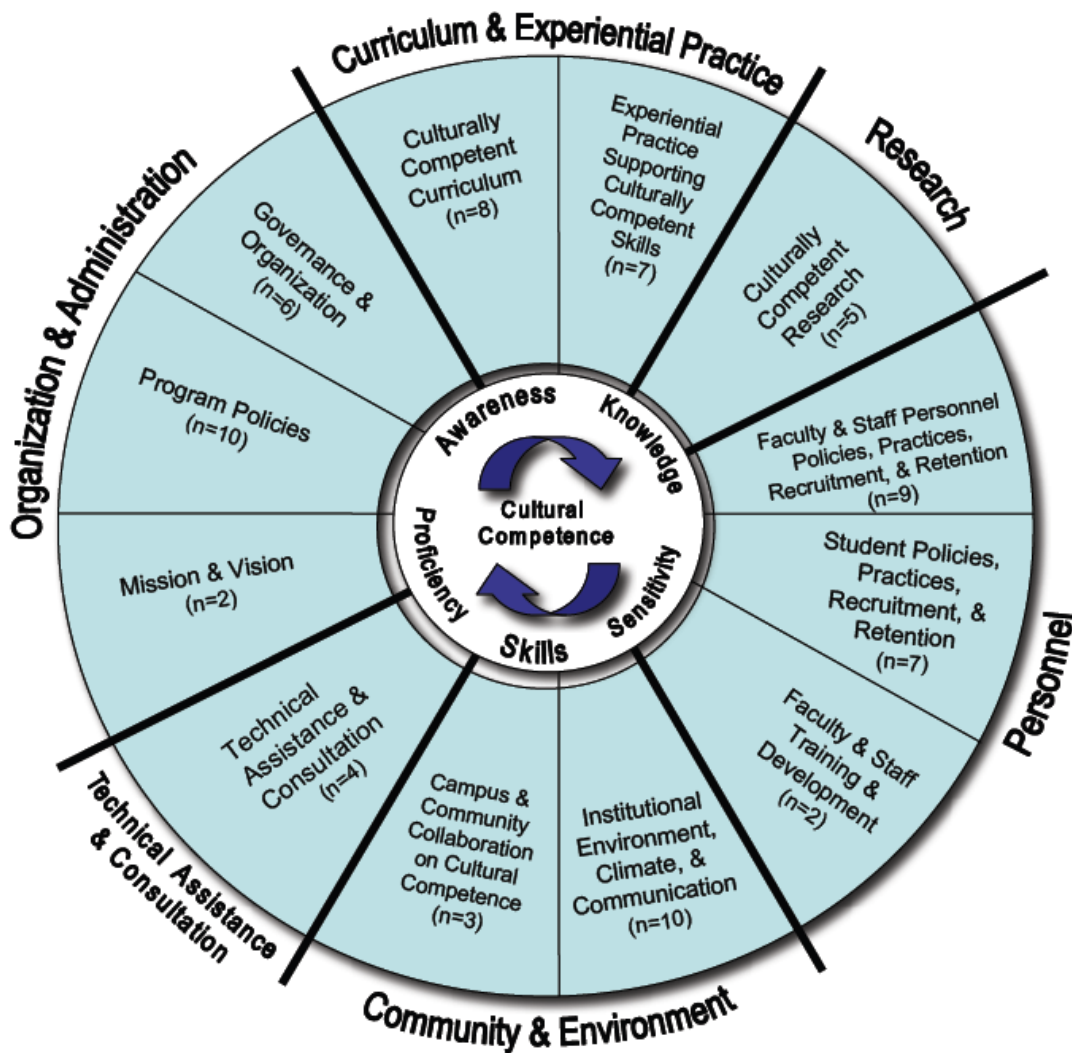 Curriculum & Experiential Practice
Research
Personnel
Community & Environment
Technical Assistance
& Consultation
Organization & Administration
Culturally
Competent
Curriculum
(n=8)
Experiential
Practice
Supporting
Culturally
Competent
Skills
(n=7)
Culturally
Competent
Research
(n=5)
Faculty & Staff Personnel
Policies, Practices,
Recruitment, & Retention
(n=9)
Student Policies,
Practices,
Recruitment, &
Retention
(n=7)
Faculty & Staff
Training &
Development
(n=2)
Institutional
Environment,
Climate, &
Communication
(n=10)
Campus &
Community
Collaboration
on Cultural
Competence
(n=3)
Technical
Assistance &
Consultation
(n=4)
Mission & Vision
(n=2)
Program Policies
(n=10)
Governance &
Organization
(n=6)
Awareness
Knowledge
Sensitivity
Skills
Proficiency
Cultural
Competence